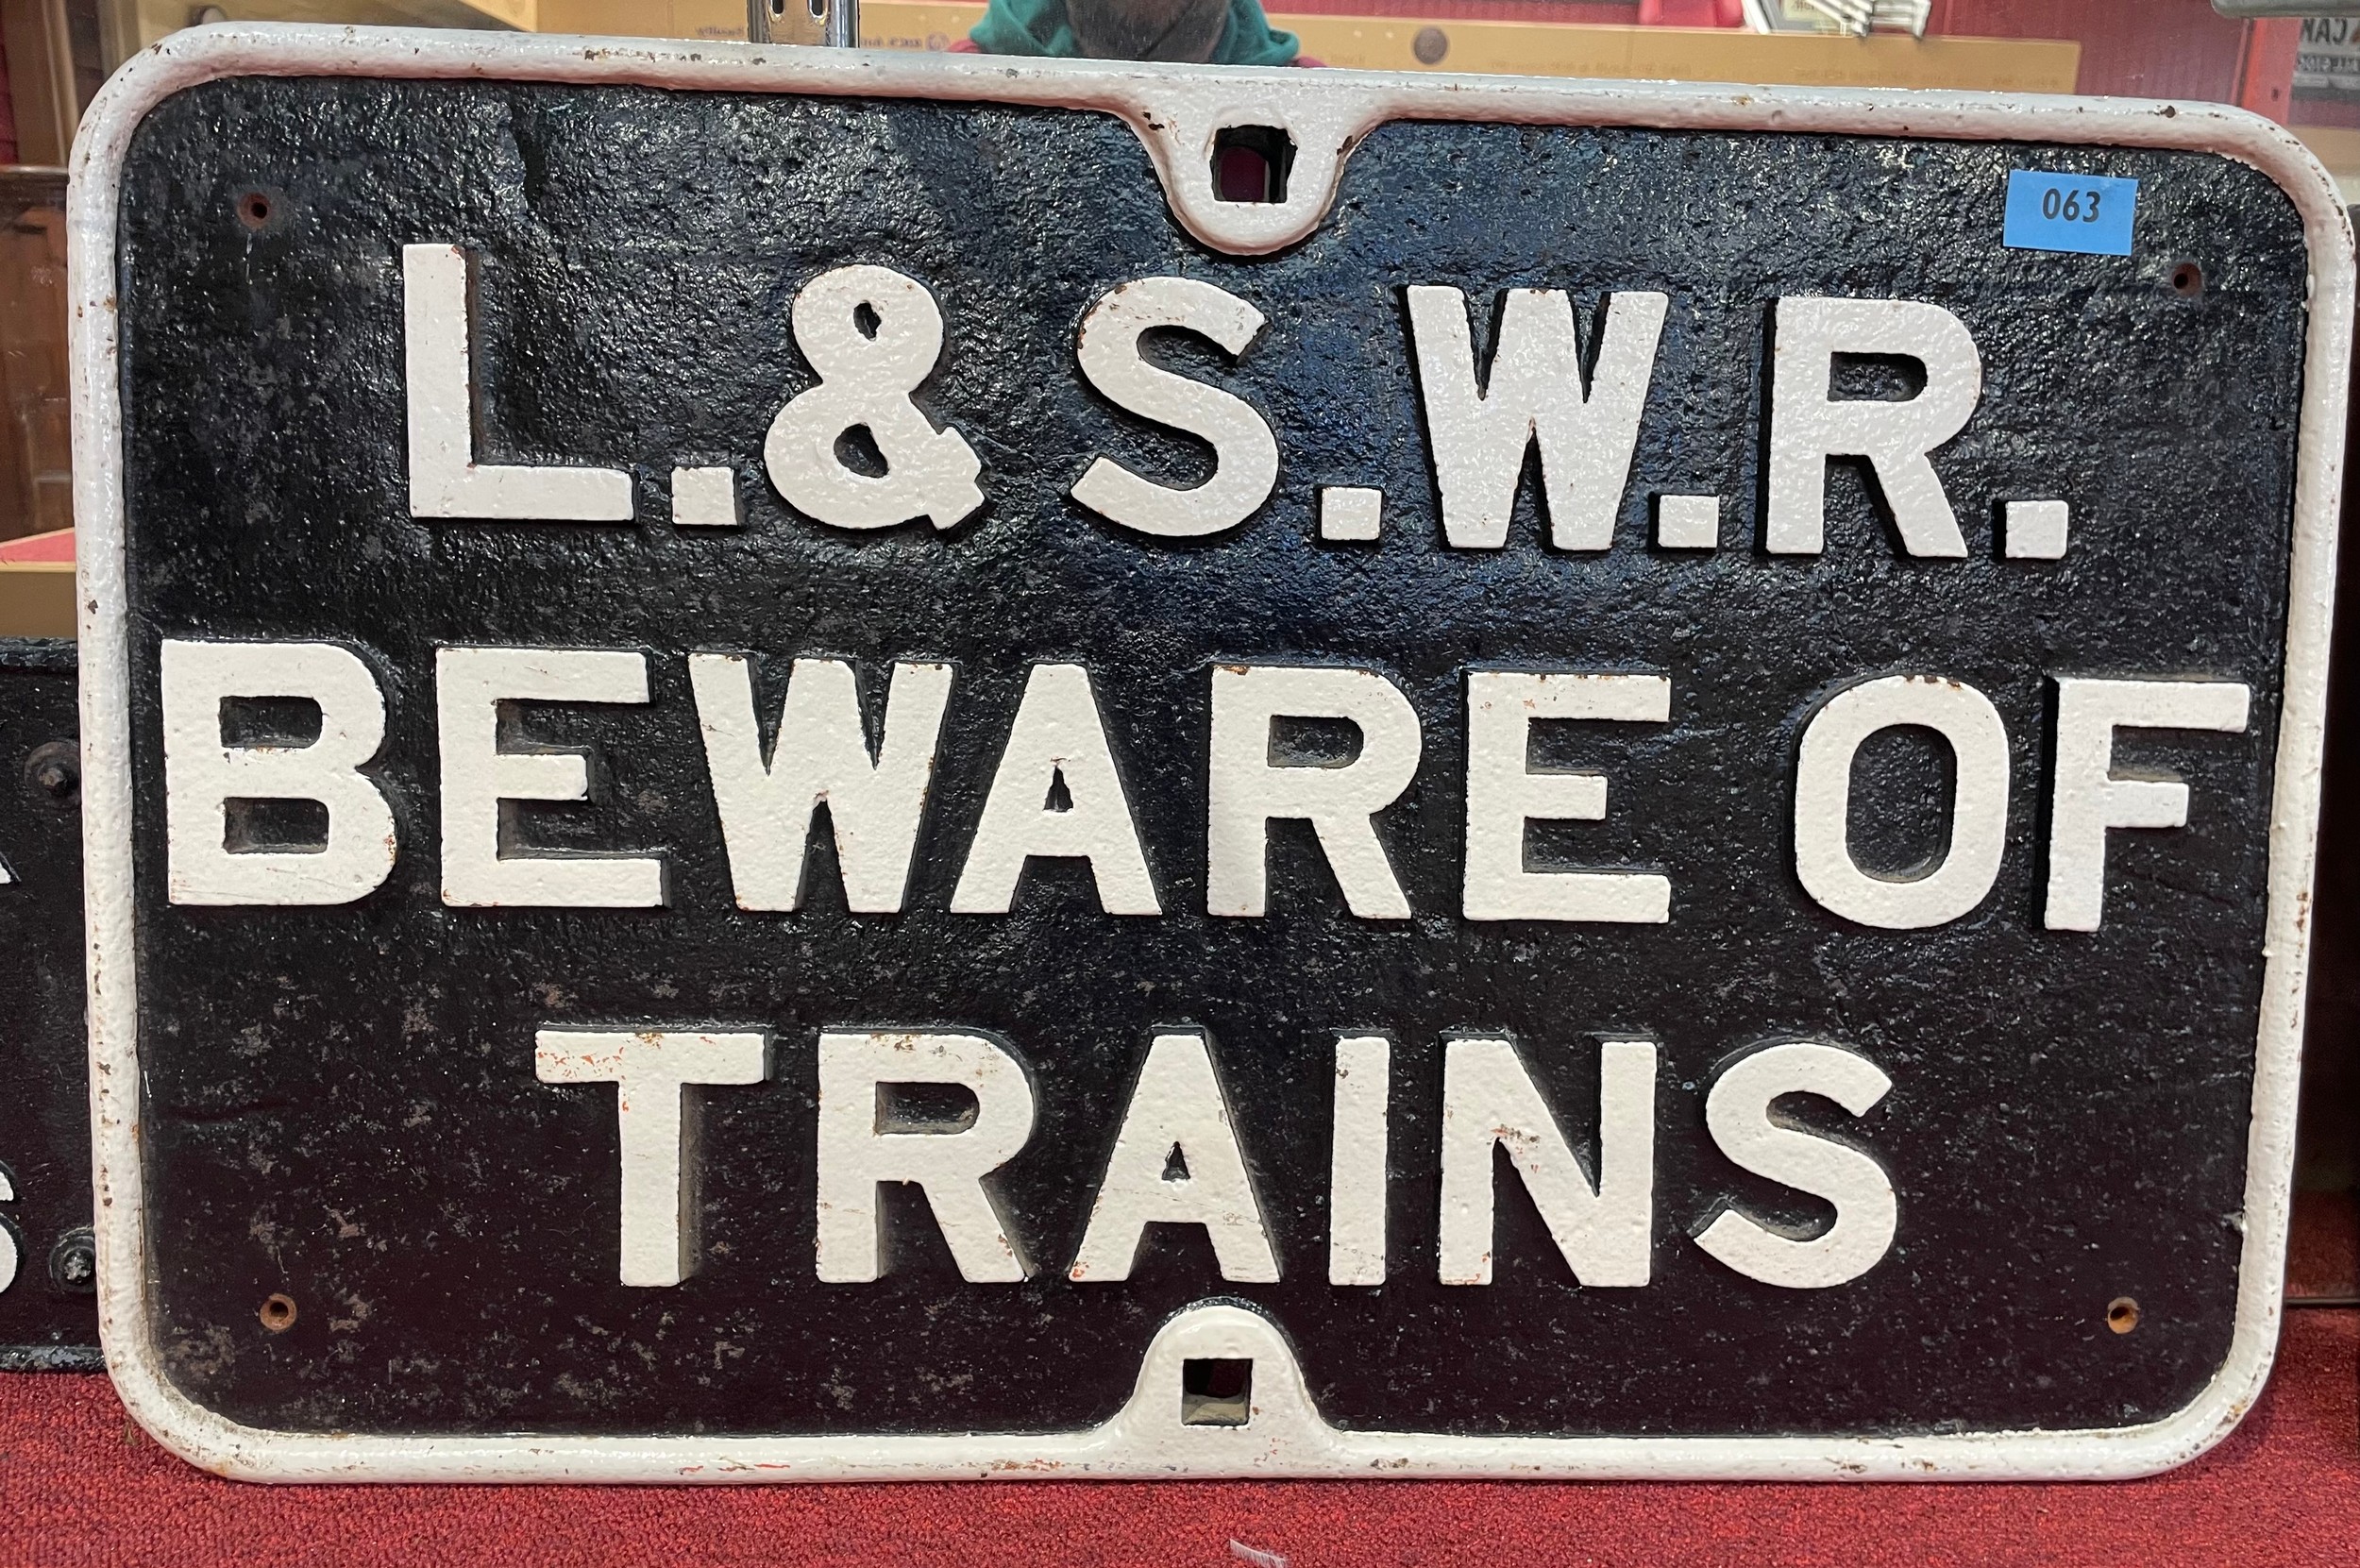 063
L.& S.W.R.
BEWARE OF
TRAINS